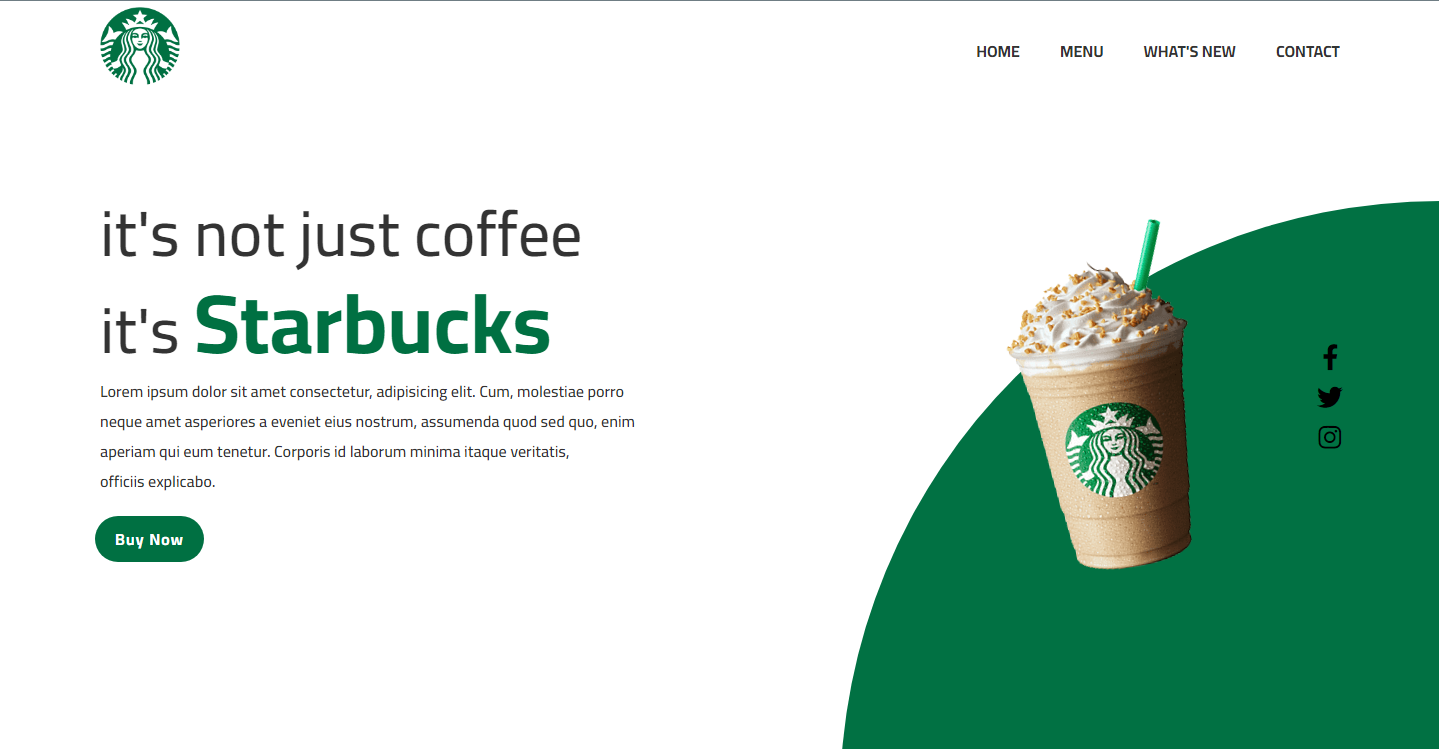 HOME MENU WHAT'S NEW CONTACT
it's not just coffee
it's Starbucks
Lorem ipsum dolor sit amet consectetur, adipisicing elit. Cum, molestiae porro
neque amet asperiores a eveniet eius nostrum, assumenda quod sed quo, enim
aperiam qui eum tenetur. Corporis id laborum minima itaque veritatis,
officiis explicabo.
Buy Now